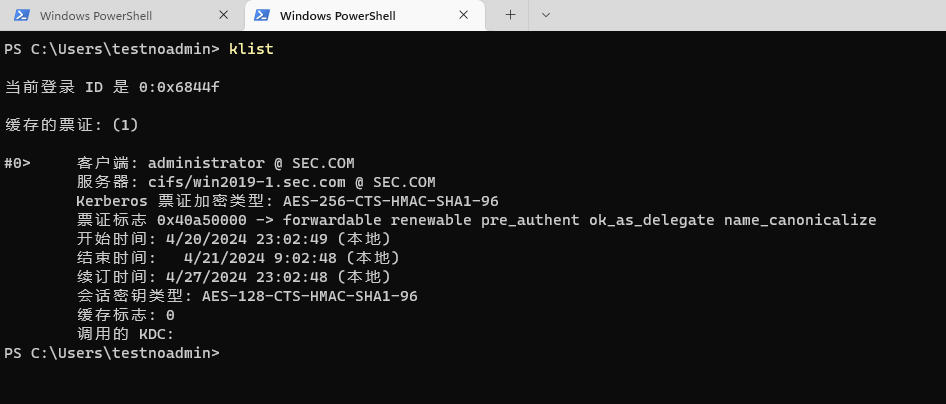 Windows PowerShell
Windows PowerShell
PS C:\Users\testnoadmin> klist
当前登录 ID 是 0:0x6844f
缓存的票证: (1)
#0> 客户端: administrator @ SEC.COM
服务器: cifs/win2019-1.sec.com @ SEC.COM
Kerberos 票证加密类型: AES-256-CTS-HMAC-SHA1-96
票证标志 0x40a50000 -> forwardable renewable pre_authent ok_as_delegate name_canonicalize
开始时间: 4/20/2024 23:02:49 (本地)
结束时间: 4/21/2024 9:02:48 (本地)
续订时间: 4/27/2024 23:02:48 (本地)
会话密钥类型: AES-128-CTS-HMAC-SHA1-96
缓存标志: 0
调用的 KDC:
PS C:\Users\testnoadmin>